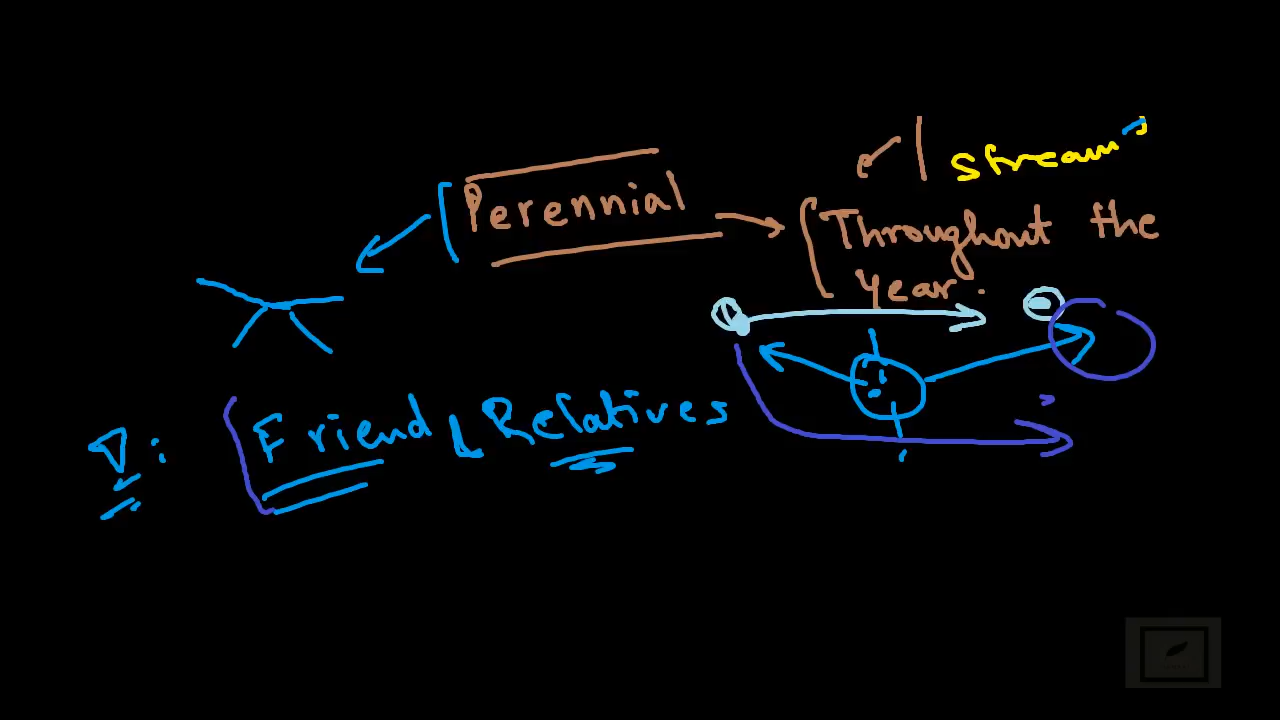 stream
Perennial
Throughout the
Year.
Friend & Relatives